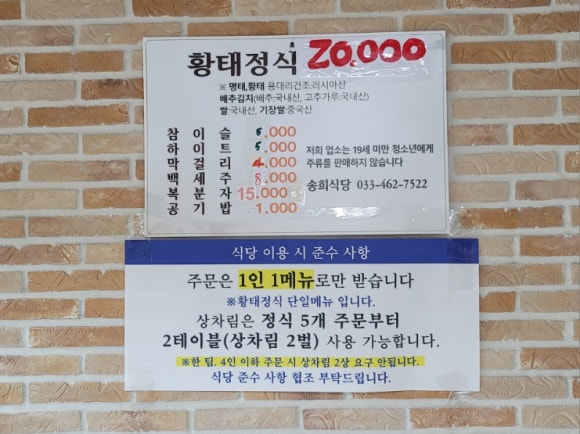 황태정식 20.000
※ 명태,황태 용대리건조:러시아산
배추김치(배추:국내산, 고추가루:국내산)
쌀:국내산, 기장쌀:중국산
참이슬 5.000
하이트 5.000
막걸리 4.000
백세주 8.000
복분자 15.000
공기밥 1.000
저희 업소는 19세 미만 청소년에게
주류를 판매하지 않습니다
송희식당 033-462-7522
식당 이용 시 준수 사항
주문은 1인 1메뉴로만 받습니다
※황태정식 단일메뉴 입니다.
상차림은 정식 5개 주문부터
2테이블(상차림 2벌) 사용 가능합니다.
※한 팀. 4인 이하 주문 시 상차림 2상 요구 안됩니다.
식당 준수 사항 협조 부탁드립니다.